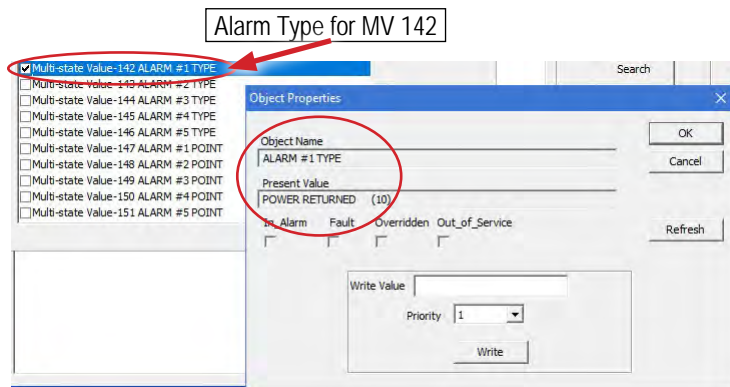 Alarm Type for MV 142
Multi-state Value-142 ALARM #1 TYPE
Multi-state Value-143 ALARM #2 TYPE
Multi-state Value-144 ALARM #3 TYPE
Multi-state Value-145 ALARM #4 TYPE
Multi-state Value-146 ALARM #5 TYPE
Multi-state Value-147 ALARM #1 POINT
Multi-state Value-148 ALARM #2 POINT
Multi-state Value-149 ALARM #3 POINT
Multi-state Value-150 ALARM #4 POINT
Multi-state Value-151 ALARM #5 POINT
Search
Object Properties
Object Name
ALARM #1 TYPE
Present Value
POWER RETURNED (10)
In_Alarm Fault Overridden Out_of_Service
OK
Cancel
Refresh
Write Value
Priority 1
Write